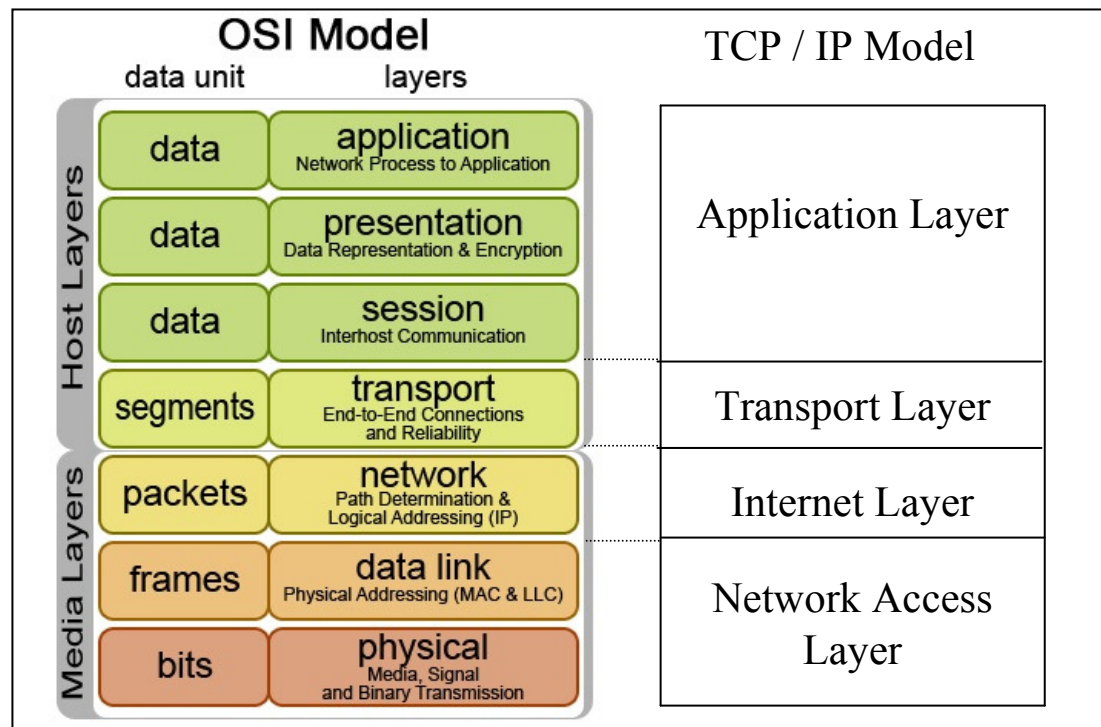 OSI Model
data unit
layers
Host Layers
data
application
Network Process to Application
data
presentation
Data Representation & Encryption
data
session
Interhost Communication
segments
transport
End-to-End Connections
and Reliability
Media Layers
packets
network
Path Determination &
Logical Addressing (IP)
frames
data link
Physical Addressing (MAC & LLC)
bits
physical
Media, Signal
and Binary Transmission
TCP / IP Model
Application Layer
Transport Layer
Internet Layer
Network Access
Layer